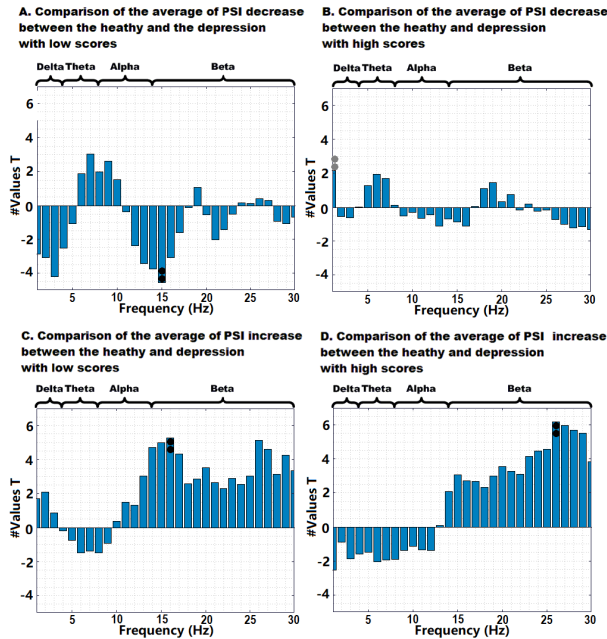 A. Comparison of the average of PSI decrease
between the heathy and the depression
with low scores
Delta Theta Alpha Beta
#Values T
6
4
2
0
-2
-4
5 10 15 20 25 30
Frequency (Hz)
B. Comparison of the average of PSI decrease
between the heathy and depression
with high scores
Delta Theta Alpha Beta
#Values T
6
4
2
0
-2
-4
5 10 15 20 25 30
Frequency (Hz)
C. Comparison of the average of PSI increase
between the heathy and depression
with low scores
Delta Theta Alpha Beta
#Values T
6
4
2
0
-2
-4
5 10 15 20 25 30
Frequency (Hz)
D. Comparison of the average of PSI increase
between the heathy and depression
with high scores
Delta Theta Alpha Beta
#Values T
6
4
2
0
-2
-4
5 10 15 20 25 30
Frequency (Hz)